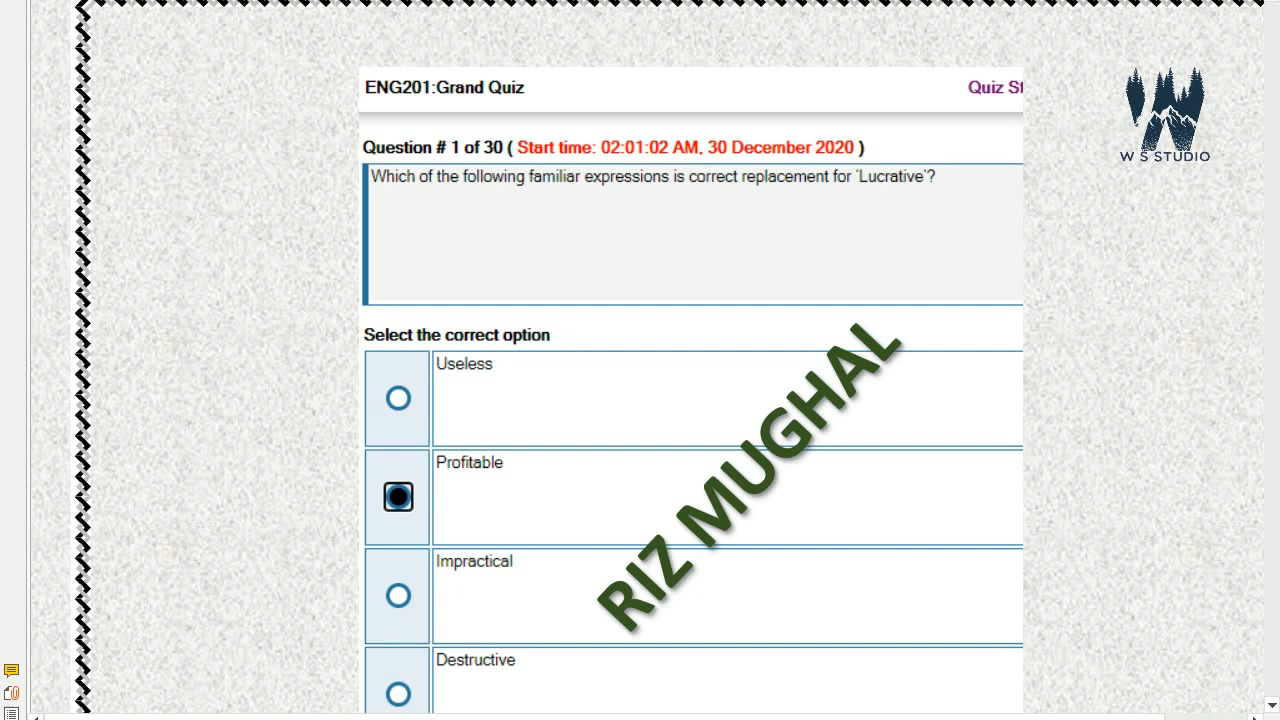 ENG201:Grand Quiz
Quiz St
W S STUDIO
Question # 1 of 30 ( Start time: 02:01:02 AM, 30 December 2020 )
Which of the following familiar expressions is correct replacement for 'Lucrative'?
Select the correct option
Useless
Profitable
Impractical
Destructive
RIZ MUGHAL